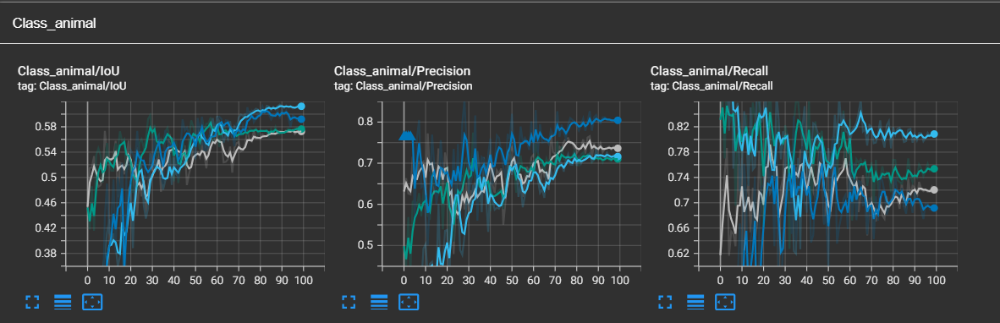 Class_animal
Class_animal/IoU
tag: Class_animal/IoU
0.58
0.54
0.5
0.46
0.42
0.38
0 10 20 30 40 50 60 70 80 90 100
Class_animal/Precision
tag: Class_animal/Precision
0.8
0.7
0.6
0.5
0 10 20 30 40 50 60 70 80 90 100
Class_animal/Recall
tag: Class_animal/Recall
0.82
0.78
0.74
0.7
0.66
0.62
0 10 20 30 40 50 60 70 80 90 100